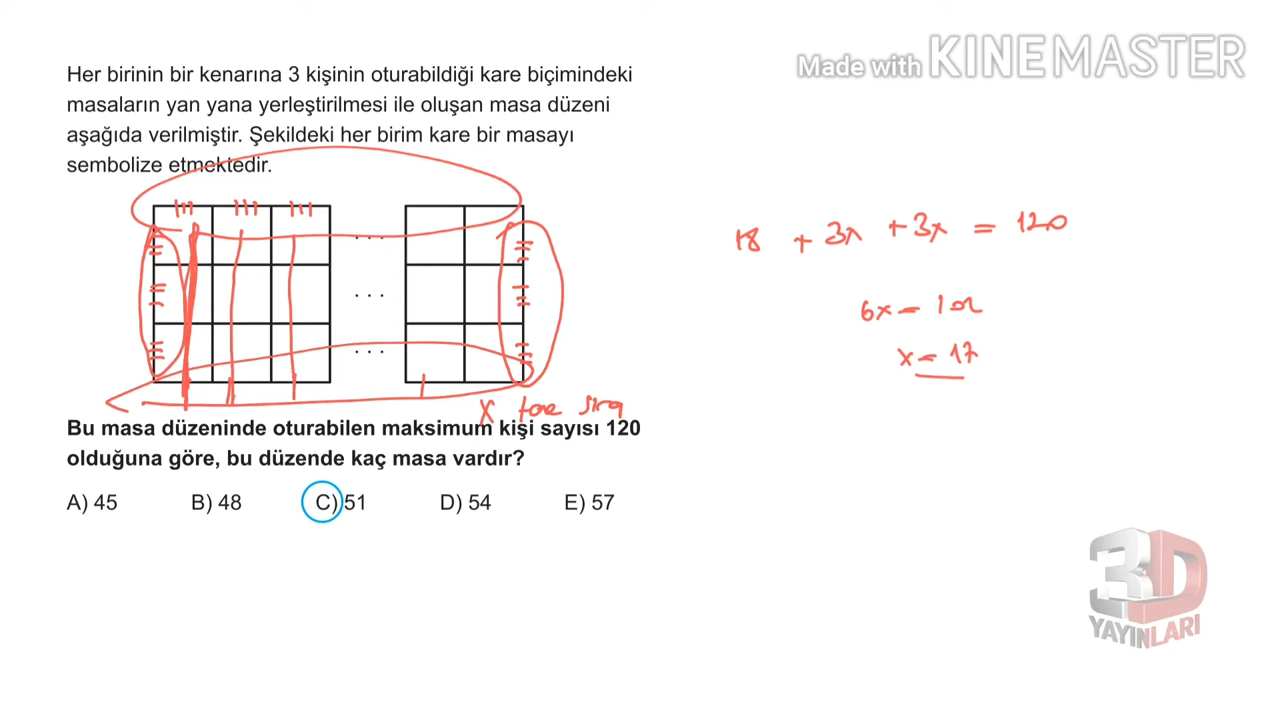 Made with KINEMASTER
Her birinin bir kenarına 3 kişinin oturabildiği kare biçimindeki
masaların yan yana yerleştirilmesi ile oluşan masa düzeni
aşağıda verilmiştir. Şekildeki her birim kare bir masayı
sembolize etmektedir.
. . .
. . .
. . .
18 + 3x + 3x = 120
6x = 102
x = 17
x tane sıra
Bu masa düzeninde oturabilen maksimum kişi sayısı 120
olduğuna göre, bu düzende kaç masa vardır?
A) 45 B) 48 C) 51 D) 54 E) 57
3D
YAYINLARI